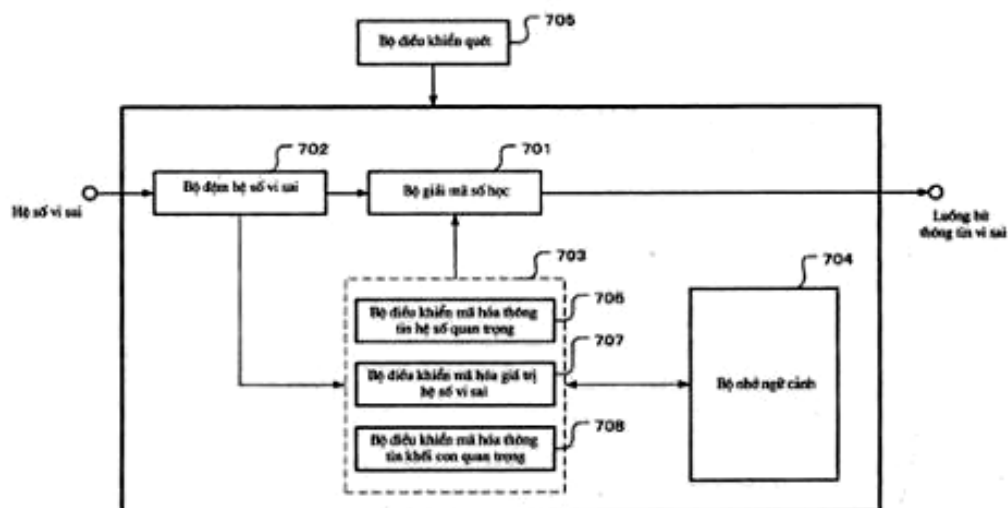 705
Bộ điều khiển quét
702
701
Bộ đệm hệ số vi sai
Bộ giải mã số học
Hệ số vi sai
Luồng bit
thông tin vi sai
703
704
706
Bộ điều khiển mã hóa thông
tin hệ số quan trọng
707
Bộ điều khiển mã hóa giá trị
hệ số vi sai
Bộ nhớ ngữ cảnh
708
Bộ điều khiển mã hóa thông
tin khối con quan trọng